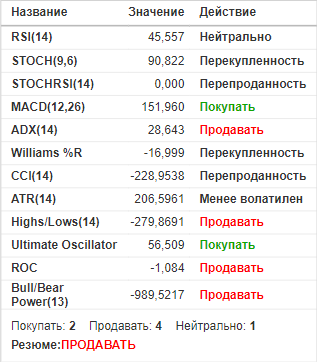 Название Значение Действие
RSI(14) 45,557 Нейтрально
STOCH(9,6) 90,822 Перекупленность
STOCHRSI(14) 0,000 Перепроданность
MACD(12,26) 151,960 Покупать
ADX(14) 28,643 Продавать
Williams %R -16,999 Перекупленность
CCI(14) -228,9538 Перепроданность
ATR(14) 206,5961 Менее волатилен
Highs/Lows(14) -279,8691 Продавать
Ultimate Oscillator 56,509 Покупать
ROC -1,084 Продавать
Bull/Bear
Power(13) -989,5217 Продавать
Покупать: 2 Продавать: 4 Нейтрально: 1
Резюме:ПРОДАВАТЬ